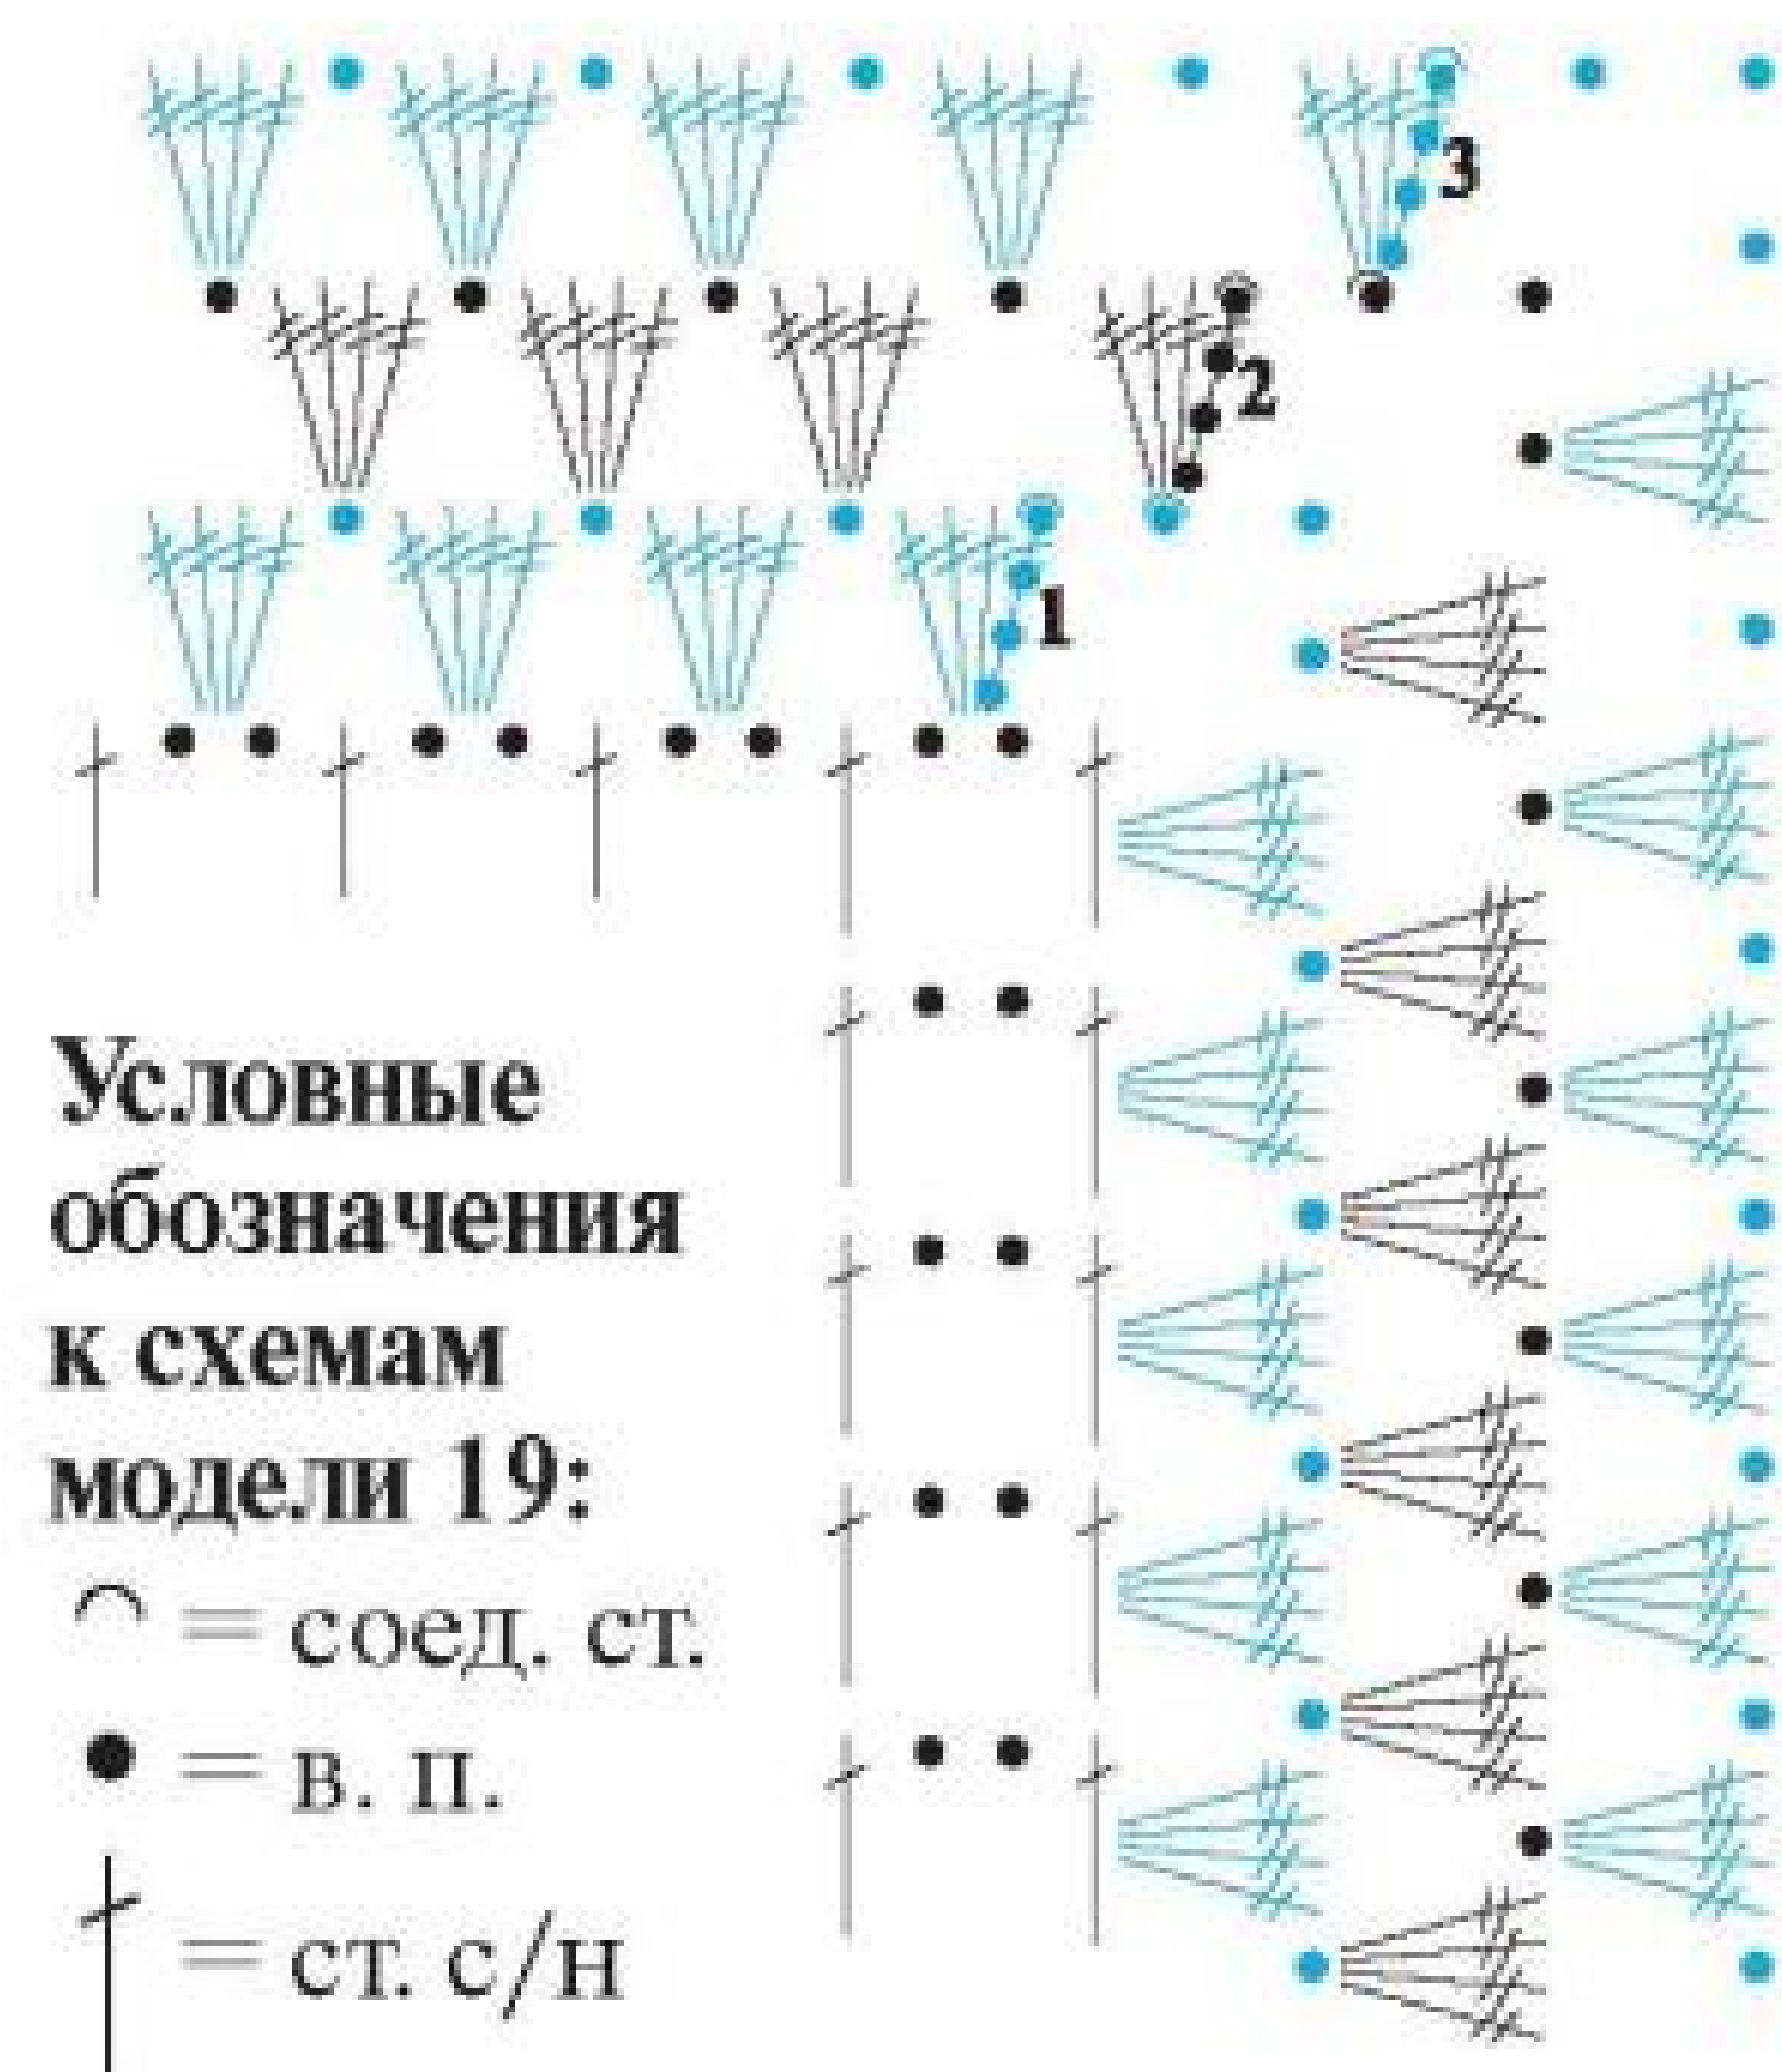 3
2
1
Условные
обозначения
к схемам
модели 19:
= соед. ст.
= в. п.
= ст. с/н